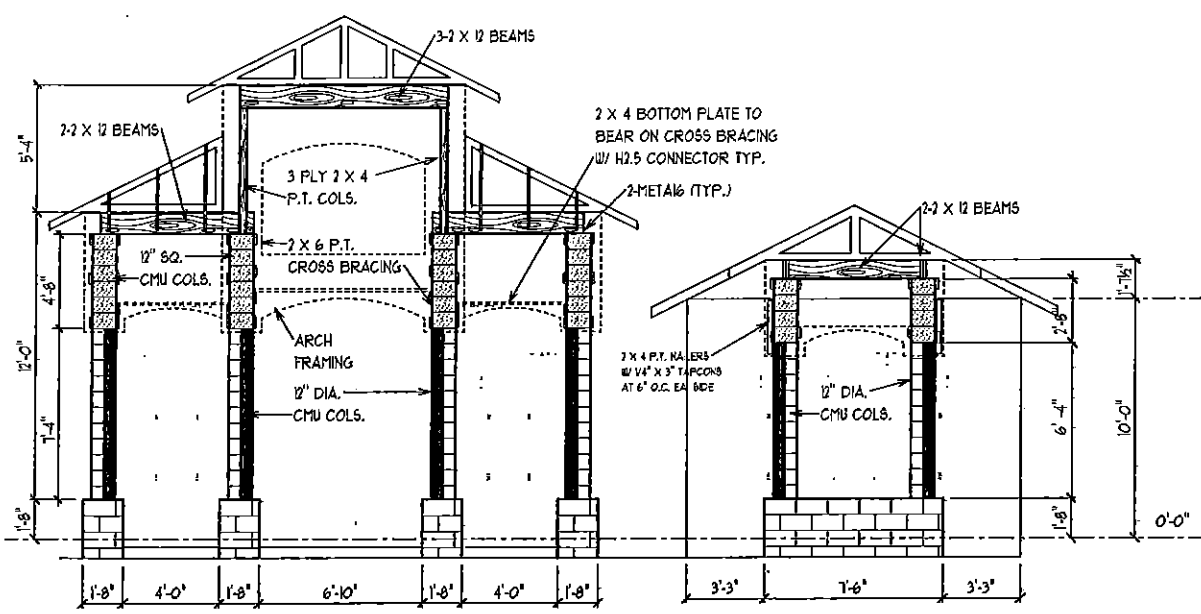 3-2 X 12 BEAMS
2-2 X 12 BEAMS
5'-4"
3 PLY 2 X 4
P.T. COLS.
2 X 4 BOTTOM PLATE TO
BEAR ON CROSS BRACING
W/ H2.5 CONNECTOR TYP.
2-META16 (TYP.)
2-2 X 12 BEAMS
12" SQ.
CMU COLS.
2 X 6 P.T.
CROSS BRACING
4'-8"
12'-0"
7'-4"
1'-8"
ARCH
FRAMING
12" DIA.
CMU COLS.
2 X 4 P.T. NAILERS
W/ 1/4" X 3" TAPCONS
AT 6" O.C. EA. SIDE
12" DIA.
CMU COLS.
1'-7½"
2'-8"
6'-4"
10'-0"
1'-8"
0'-0"
1'-8"
4'-0"
1'-8"
6'-10"
1'-8"
4'-0"
1'-8"
3'-3"
7'-6"
3'-3"